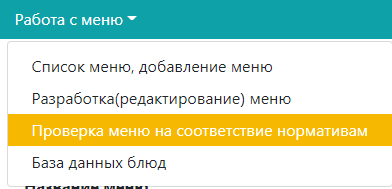 Работа с меню
Список меню, добавление меню
Разработка(редактирование) меню
Проверка меню на соответствие нормативам
База данных блюд